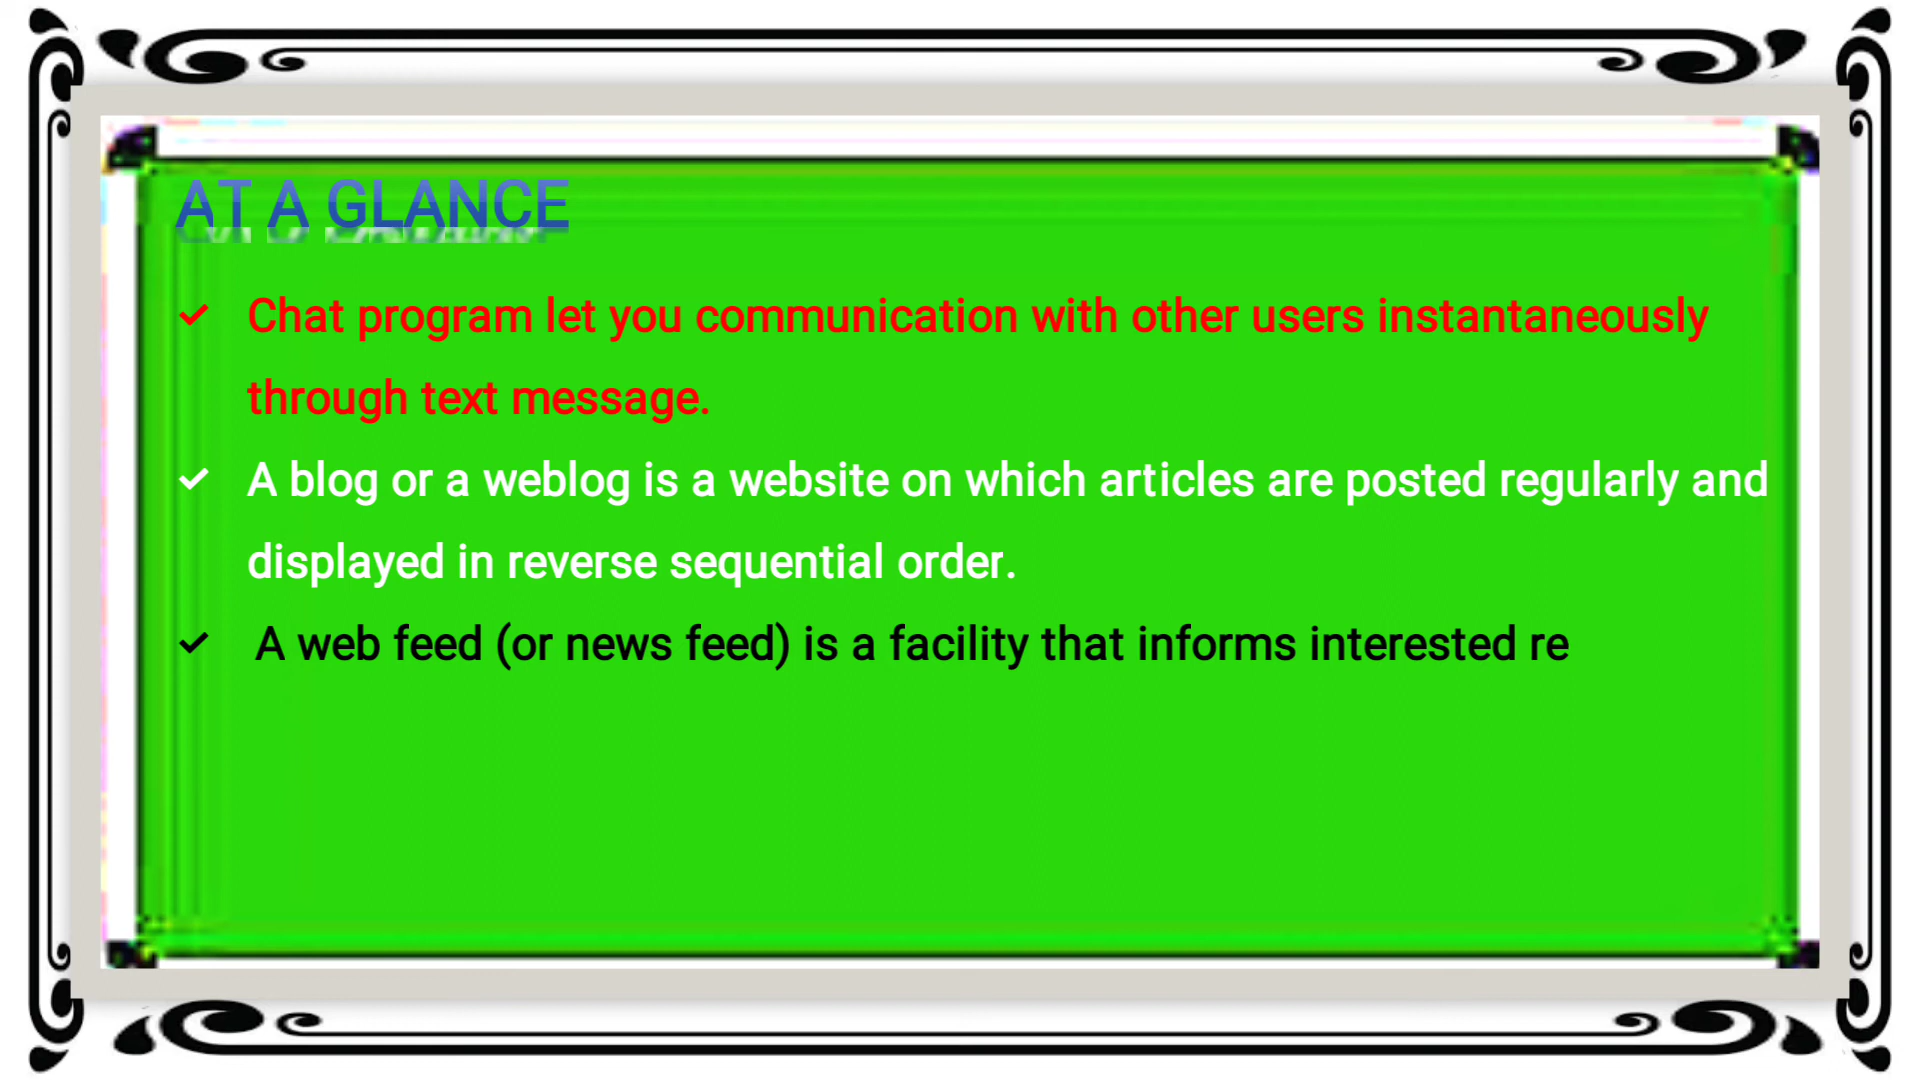 AT A GLANCE
Chat program let you communication with other users instantaneously
through text message.
A blog or a weblog is a website on which articles are posted regularly and
displayed in reverse sequential order.
A web feed (or news feed) is a facility that informs interested re